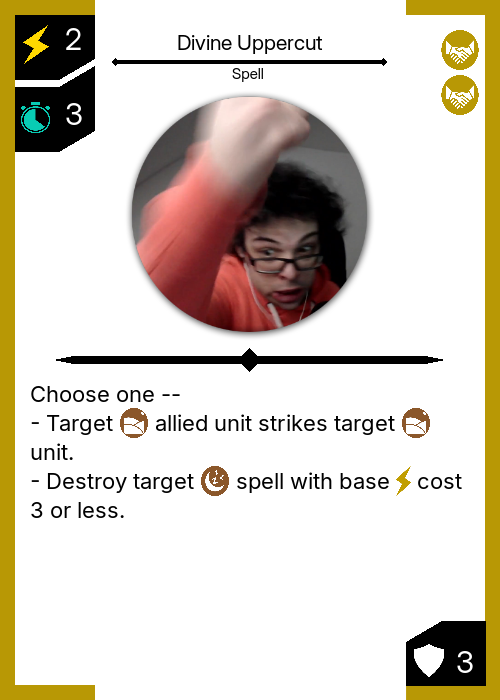 2
Divine Uppercut
Spell
3
Choose one --
- Target allied unit strikes target
unit.
- Destroy target spell with base cost
3 or less.
3